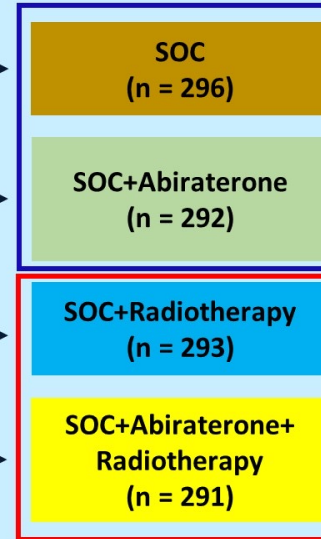 SOC
(n = 296)
SOC+Abiraterone
(n = 292)
SOC+Radiotherapy
(n = 293)
SOC+Abiraterone+
Radiotherapy
(n = 291)